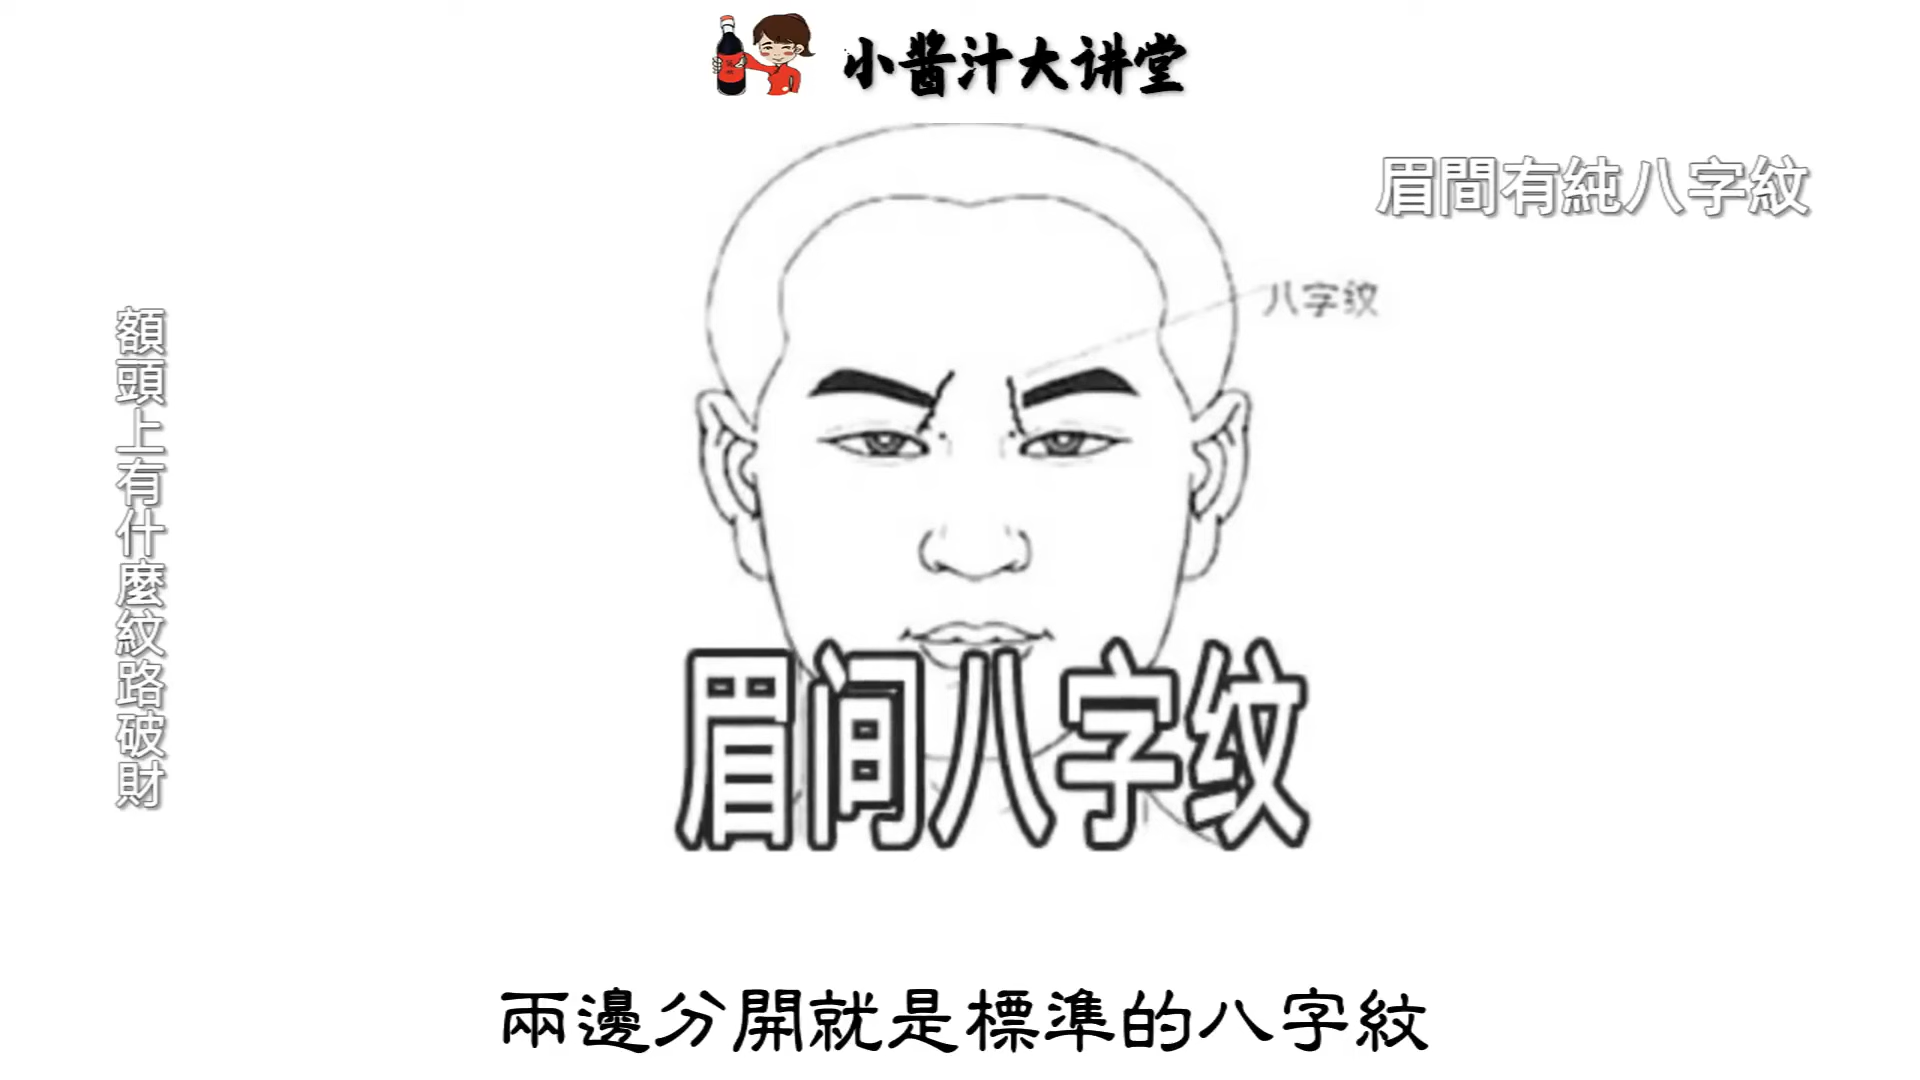 小酱汁大讲堂
眉間有純八字紋
八字纹
額頭上有什麼紋路破財
眉间八字纹
兩邊分開就是標準的八字紋